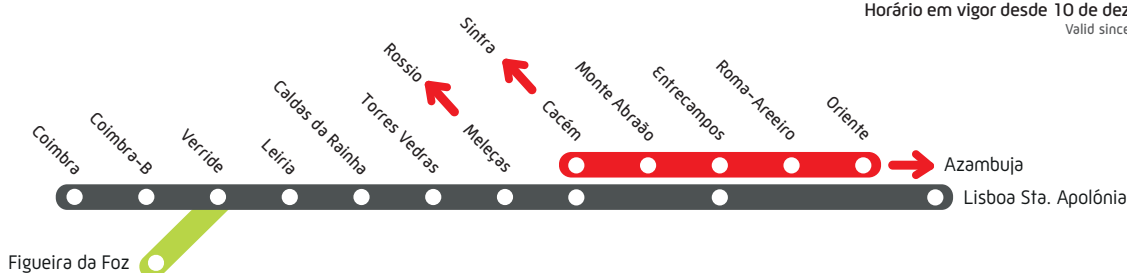 Horário em vigor desde 10 de dez
Valid since
Coimbra
Coimbra-B
Verride
Leiria
Caldas da Rainha
Torres Vedras
Rossio
Meleças
Sintra
Cacém
Monte Abraão
Entrecampos
Roma-Areeiro
Oriente
Azambuja
Lisboa Sta. Apolónia
Figueira da Foz